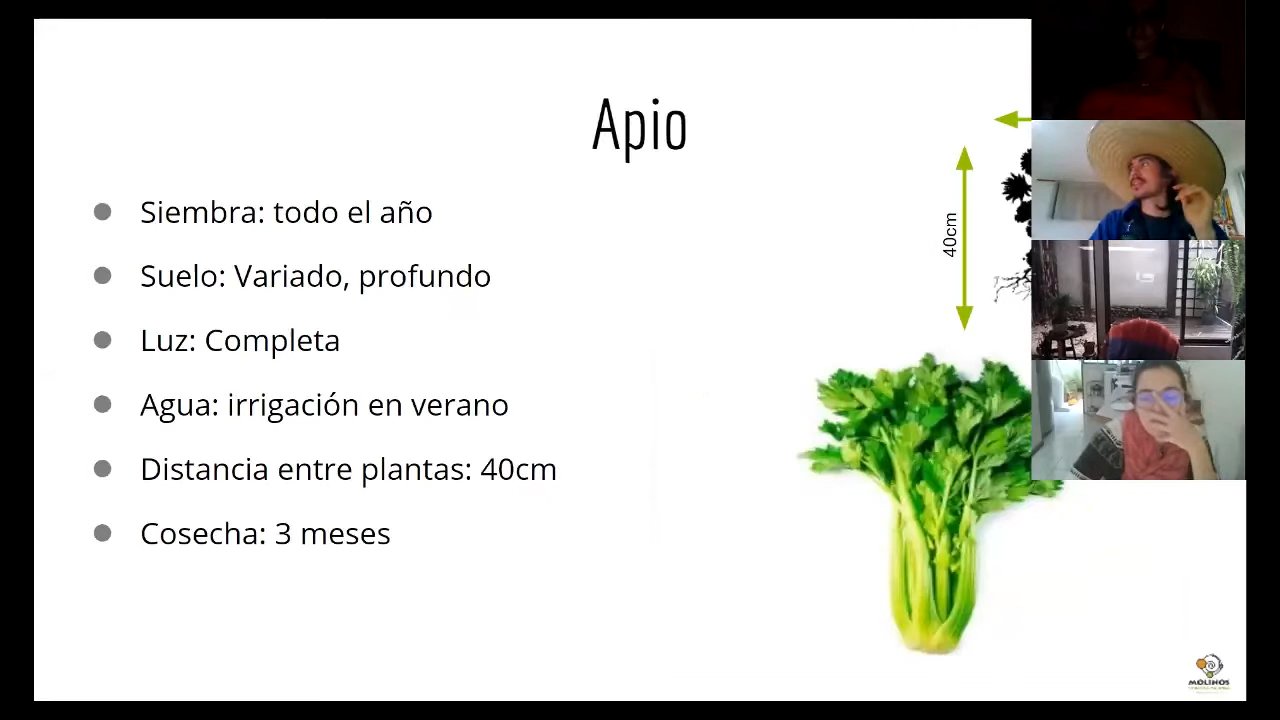 Apio
Siembra: todo el año
Suelo: Variado, profundo
Luz: Completa
Agua: irrigación en verano
Distancia entre plantas: 40cm
Cosecha: 3 meses
40cm
MOLINOS